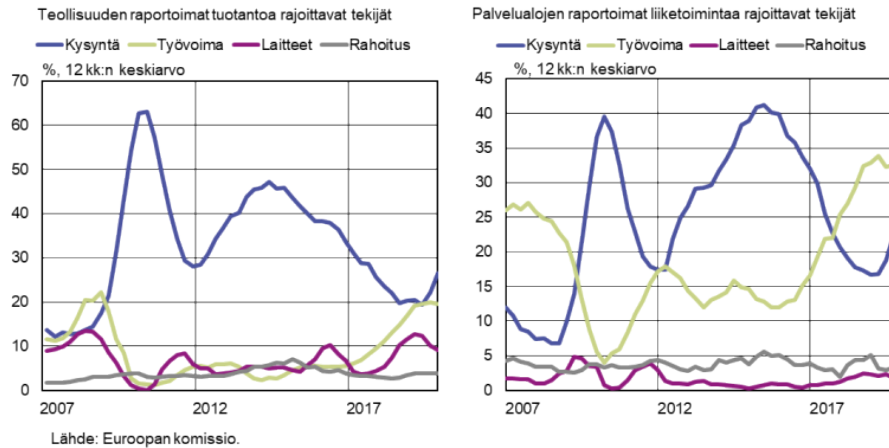 Teollisuuden raportoimat tuotantoa rajoittavat tekijät
Kysyntä Työvoima Laitteet Rahoitus
%, 12 kk:n keskiarvo
70
60
50
40
30
20
10
0
2007 2012 2017
Palvelualojen raportoimat liiketoimintaa rajoittavat tekijät
Kysyntä Työvoima Laitteet Rahoitus
%, 12 kk:n keskiarvo
45
40
35
30
25
20
15
10
5
0
2007 2012 2017
Lähde: Euroopan komissio.